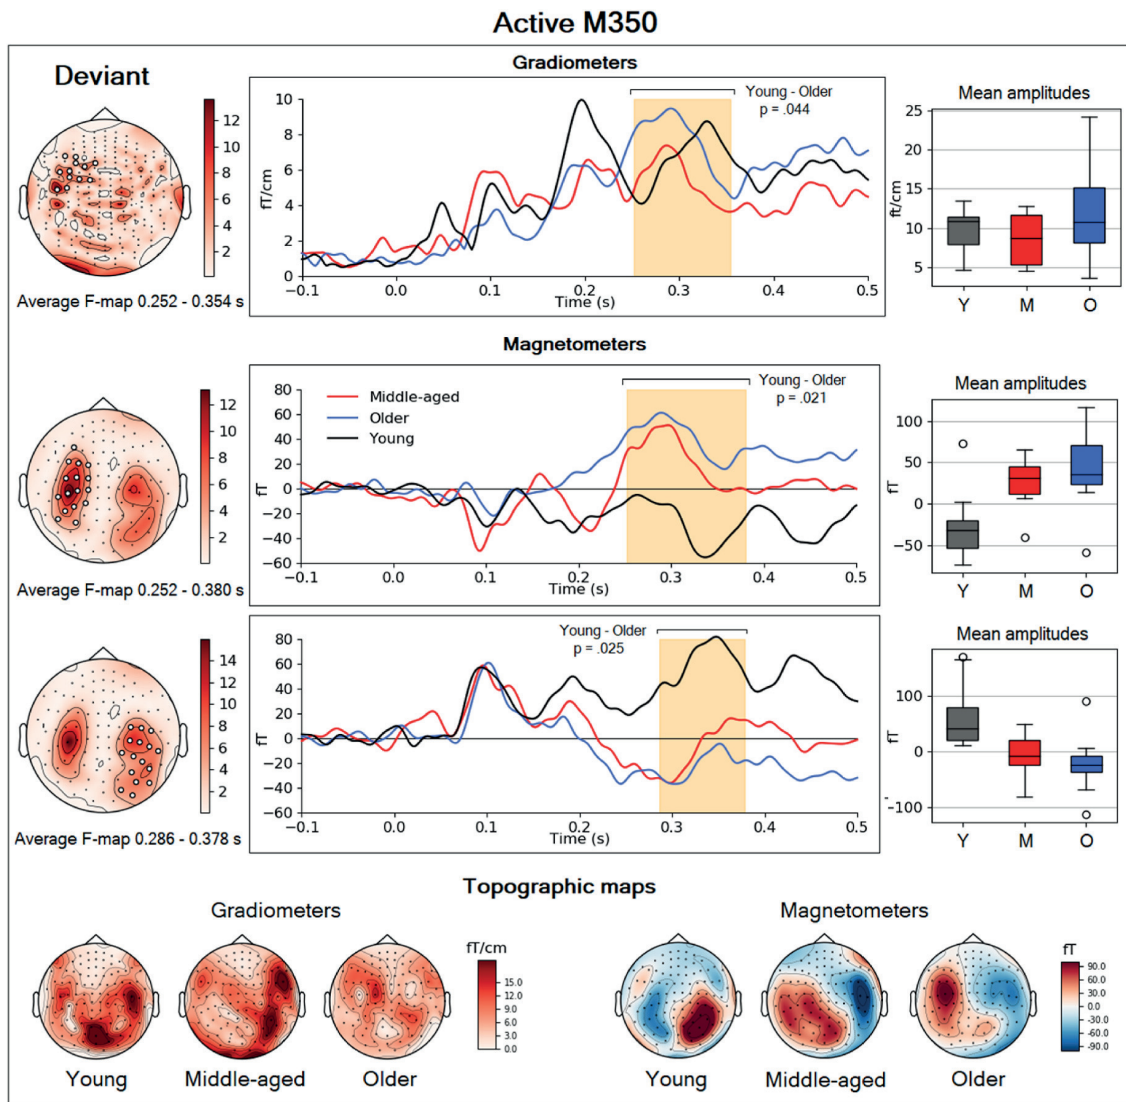 Active M350
Deviant
12
10
8
6
4
2
Average F-map 0.252 - 0.354 s
Gradiometers
Young - Older
p = .044
10
8
6
4
2
0
fT/cm
−0.1 0.0 0.1 0.2 0.3 0.4 0.5
Time (s)
Mean amplitudes
25
20
15
10
5
ft/cm
Y M O
Magnetometers
12
10
8
6
4
2
Average F-map 0.252 - 0.380 s
Young - Older
p = .021
Middle-aged
Older
Young
80
60
40
20
0
−20
−40
−60
fT
−0.1 0.0 0.1 0.2 0.3 0.4 0.5
Time (s)
Mean amplitudes
100
50
0
−50
fT
Y M O
14
12
10
8
6
4
2
Average F-map 0.286 - 0.378 s
Young - Older
p = .025
80
60
40
20
0
−20
−40
−60
fT
−0.1 0.0 0.1 0.2 0.3 0.4 0.5
Time (s)
Mean amplitudes
100
0
-100
fT
Y M O
Topographic maps
Gradiometers
fT/cm
15.0
12.0
9.0
6.0
3.0
0.0
Young Middle-aged Older
Magnetometers
fT
90.0
60.0
30.0
0.0
-30.0
-60.0
-90.0
Young Middle-aged Older